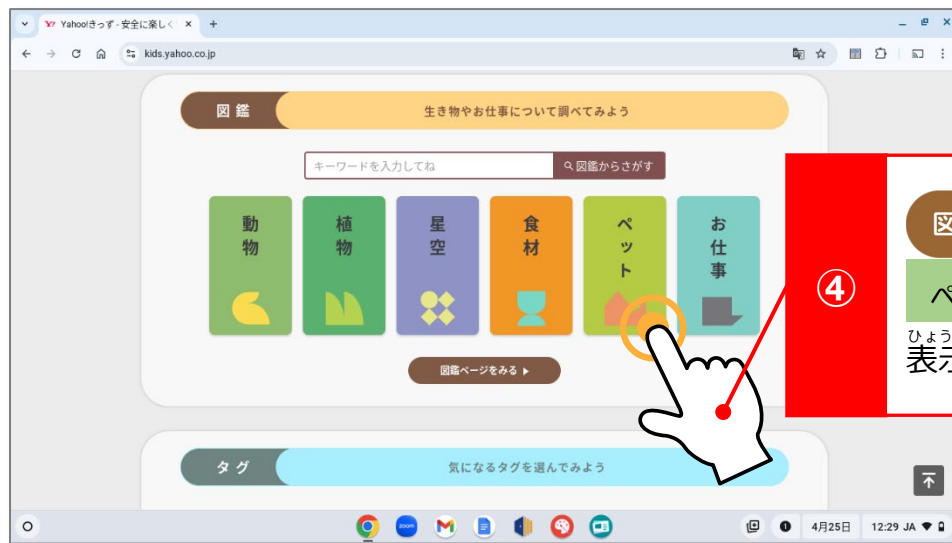 Yahoo!きっず - 安全に楽しく
kids.yahoo.co.jp
図鑑
生き物やお仕事について調べてみよう
キーワードを入力してね
図鑑からさがす
動物
植物
星空
食材
ペット
お仕事
図鑑ページをみる
タグ
気になるタグを選んでみよう
④
図
ペ
ひょう
表示
zoom
4月25日
12:29 JA